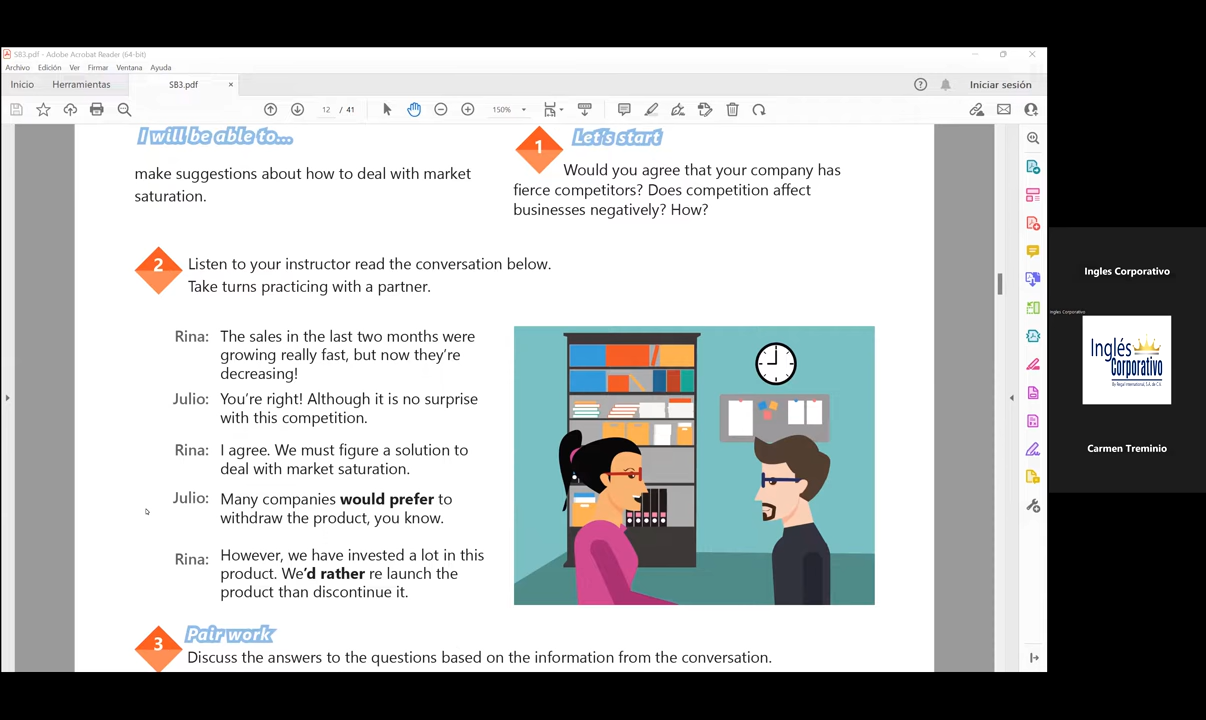 SB3.pdf - Adobe Acrobat Reader (64-bit)
Archivo Edición Ver Firmar Ventana Ayuda
Inicio Herramientas SB3.pdf × Iniciar sesión
12 / 41 150%
I will be able to...
make suggestions about how to deal with market
saturation.
1 Let's start
Would you agree that your company has
fierce competitors? Does competition affect
businesses negatively? How?
2 Listen to your instructor read the conversation below.
Take turns practicing with a partner.
Rina: The sales in the last two months were
growing really fast, but now they're
decreasing!
Julio: You're right! Although it is no surprise
with this competition.
Rina: I agree. We must figure a solution to
deal with market saturation.
Julio: Many companies would prefer to
withdraw the product, you know.
Rina: However, we have invested a lot in this
product. We'd rather re launch the
product than discontinue it.
3 Pair work
Discuss the answers to the questions based on the information from the conversation.
Ingles Corporativo
Ingles Corporativo
Inglés
Corporativo
By Regal International, S.A. de C.V.
Carmen Treminio